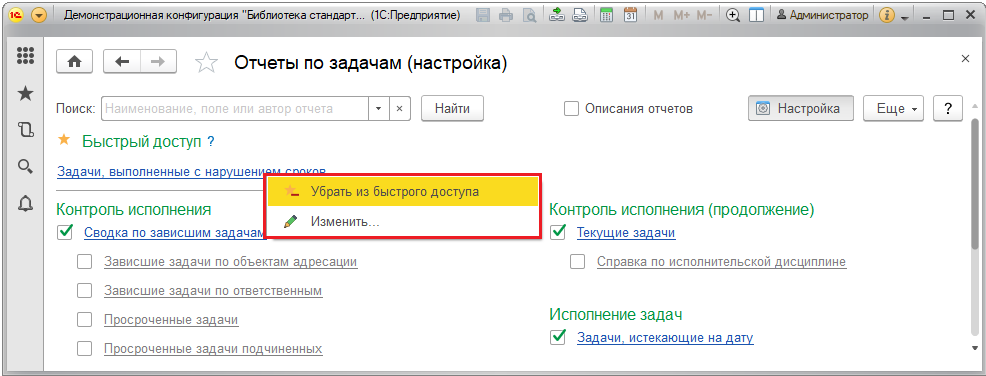 Демонстрационная конфигурация "Библиотека стандарт... (1С:Предприятие)
M M+ M-
Администратор
Отчеты по задачам (настройка)
Поиск: Наименование, поле или автор отчета Найти Описания отчетов Настройка Еще ?
Быстрый доступ ?
Задачи, выполненные с нарушением сроков
Убрать из быстрого доступа
Изменить...
Контроль исполнения
Сводка по зависшим задачам
Зависшие задачи по объектам адресации
Зависшие задачи по ответственным
Просроченные задачи
Просроченные задачи подчиненных
Контроль исполнения (продолжение)
Текущие задачи
Справка по исполнительской дисциплине
Исполнение задач
Задачи, истекающие на дату